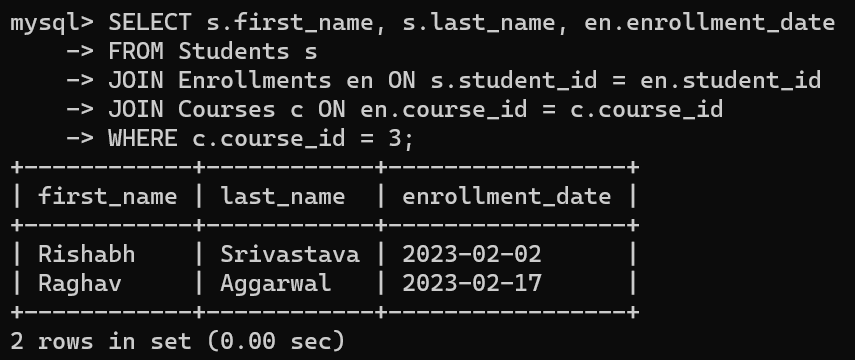 mysql> SELECT s.first_name, s.last_name, en.enrollment_date
    -> FROM Students s
    -> JOIN Enrollments en ON s.student_id = en.student_id
    -> JOIN Courses c ON en.course_id = c.course_id
    -> WHERE c.course_id = 3;
+------------+------------+-----------------+
| first_name | last_name  | enrollment_date |
+------------+------------+-----------------+
| Rishabh    | Srivastava | 2023-02-02      |
| Raghav     | Aggarwal   | 2023-02-17      |
+------------+------------+-----------------+
2 rows in set (0.00 sec)